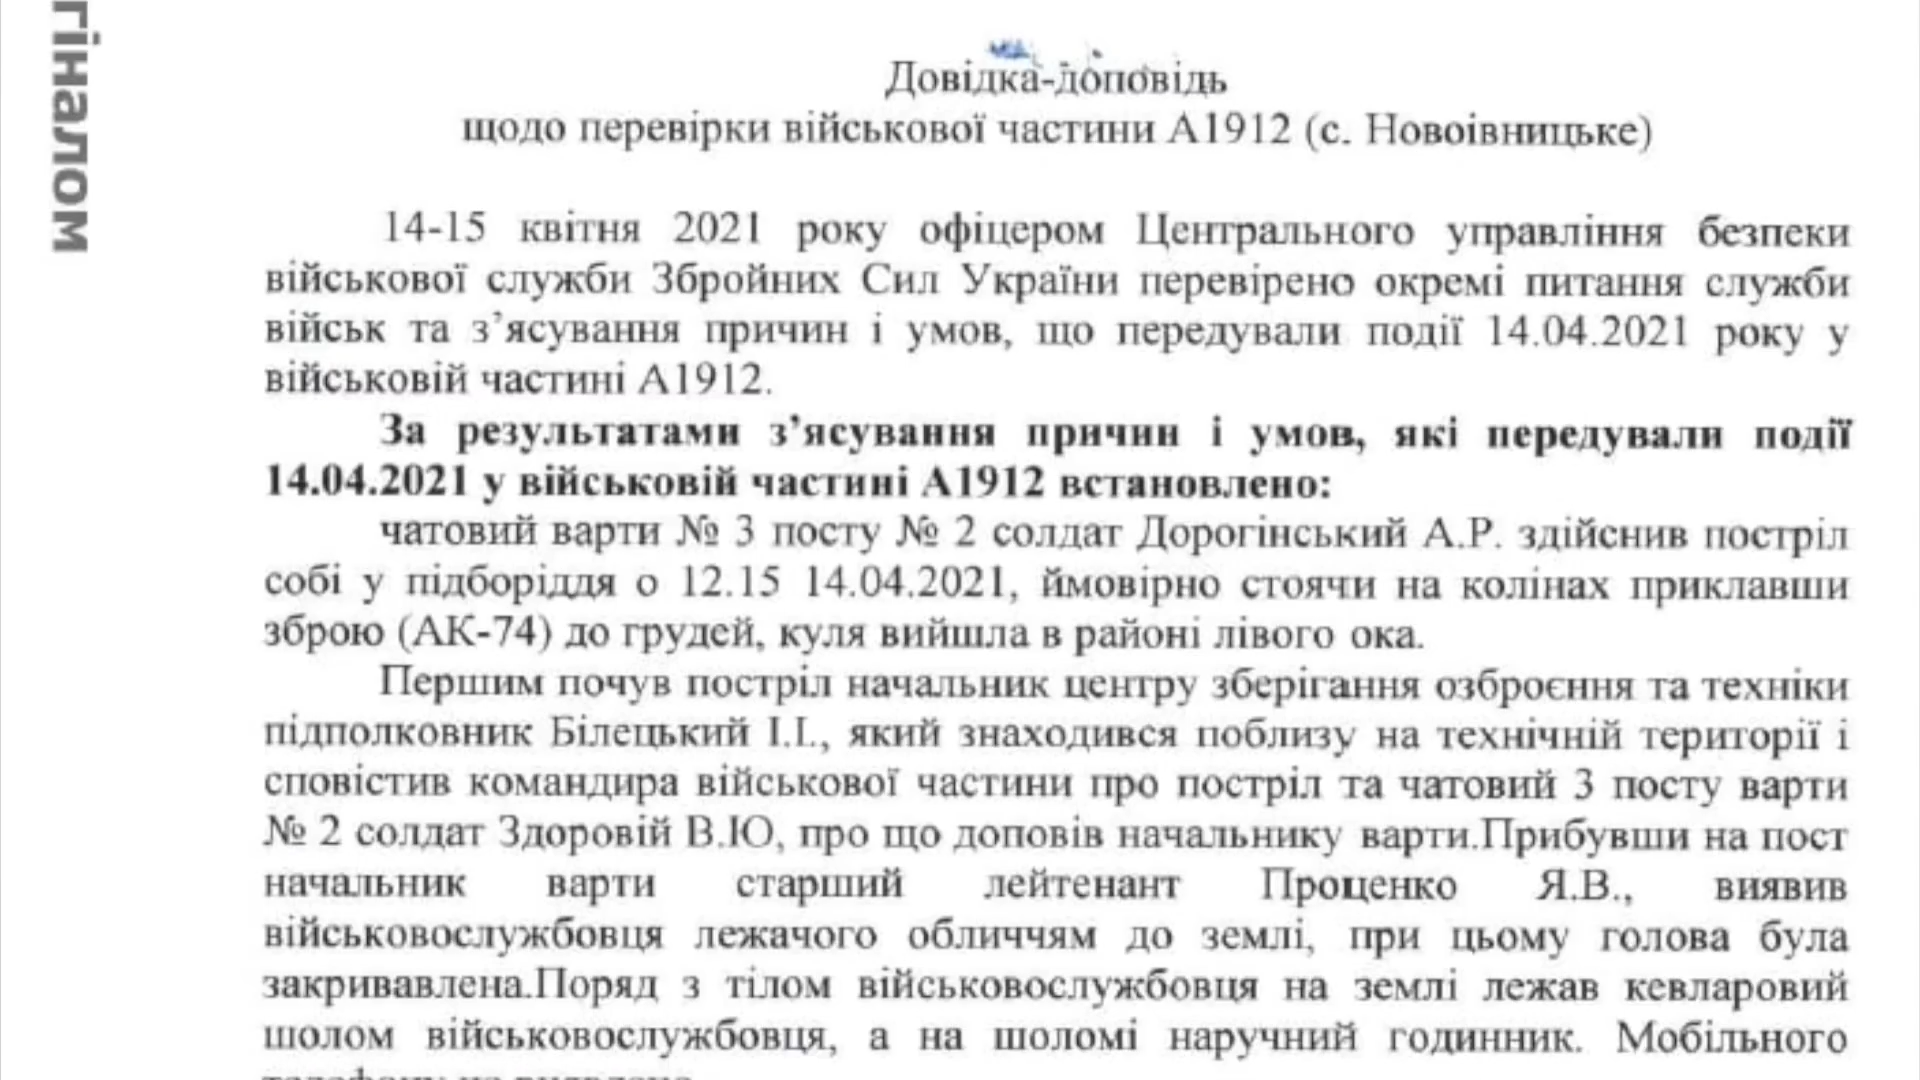 гіналом
Довідка-доповідь
щодо перевірки військової частини А1912 (с. Новоівницьке)
14-15 квітня 2021 року офіцером Центрального управління безпеки
військової служби Збройних Сил України перевірено окремі питання служби
військ та з’ясування причин і умов, що передували події 14.04.2021 року у
військовій частині А1912.
За результатами з’ясування причин і умов, які передували події
14.04.2021 у військовій частині А1912 встановлено:
чатовий варти № 3 посту № 2 солдат Дорогінський А.Р. здійснив постріл
собі у підборіддя о 12.15 14.04.2021, ймовірно стоячи на колінах приклавши
зброю (АК-74) до грудей, куля вийшла в районі лівого ока.
Першим почув постріл начальник центру зберігання озброєння та техніки
підполковник Білецький І.І., який знаходився поблизу на технічній території і
сповістив командира військової частини про постріл та чатовий 3 посту варти
№ 2 солдат Здоровій В.Ю, про що доповів начальнику варти.Прибувши на пост
начальник варти старший лейтенант Проценко Я.В., виявив
військовослужбовця лежачого обличчям до землі, при цьому голова була
закривавлена.Поряд з тілом військовослужбовця на землі лежав кевларовий
шолом військовослужбовця, а на шоломі наручний годинник. Мобільного